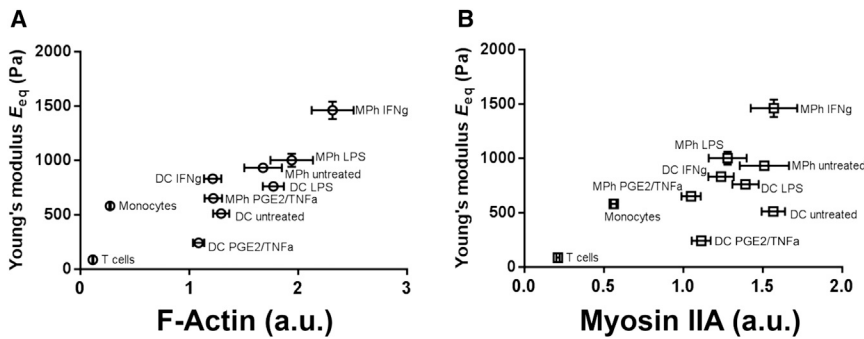 A
Young's modulus Eeq (Pa)
2000
1500
1000
500
0
MPh IFNg
MPh LPS
MPh untreated
DC IFNg
DC LPS
MPh PGE2/TNFa
Monocytes
DC untreated
DC PGE2/TNFa
T cells
0 1 2 3
F-Actin (a.u.)
B
Young's modulus Eeq (Pa)
2000
1500
1000
500
0
MPh IFNg
MPh LPS
MPh untreated
DC IFNg
MPh PGE2/TNFa
DC LPS
Monocytes
DC untreated
DC PGE2/TNFa
T cells
0.0 0.5 1.0 1.5 2.0
Myosin IIA (a.u.)